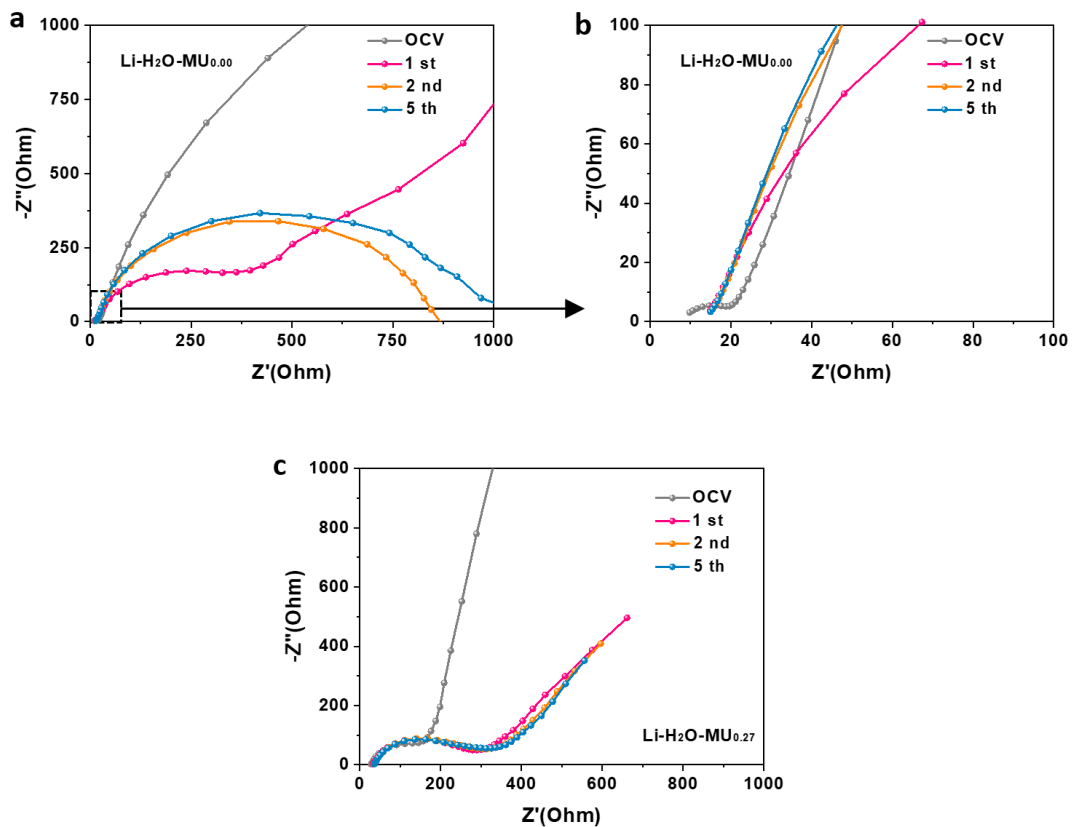 a
1000
750
500
250
0
-Z''(Ohm)
0 250 500 750 1000
Z'(Ohm)
Li-H₂O-MU₀.₀₀
OCV
1 st
2 nd
5 th
b
100
80
60
40
20
0
-Z''(Ohm)
0 20 40 60 80 100
Z'(Ohm)
Li-H₂O-MU₀.₀₀
OCV
1 st
2 nd
5 th
c
1000
800
600
400
200
0
-Z''(Ohm)
0 200 400 600 800 1000
Z'(Ohm)
OCV
1 st
2 nd
5 th
Li-H₂O-MU₀.₂₇